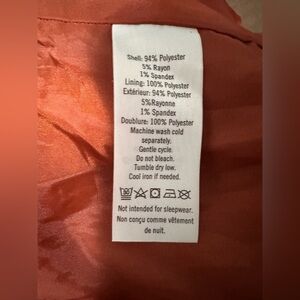 Shell: 94% Polyester
5% Rayon
1% Spandex
Lining: 100% Polyester
Extérieur: 94% Polyester
5%Rayonne
1% Spandex
Doublure: 100% Polyester
Machine wash cold
separately.
Gentle cycle.
Do not bleach.
Tumble dry low.
Cool iron if needed.
Not intended for sleepwear.
Non conçu comme vêtement
de nuit.